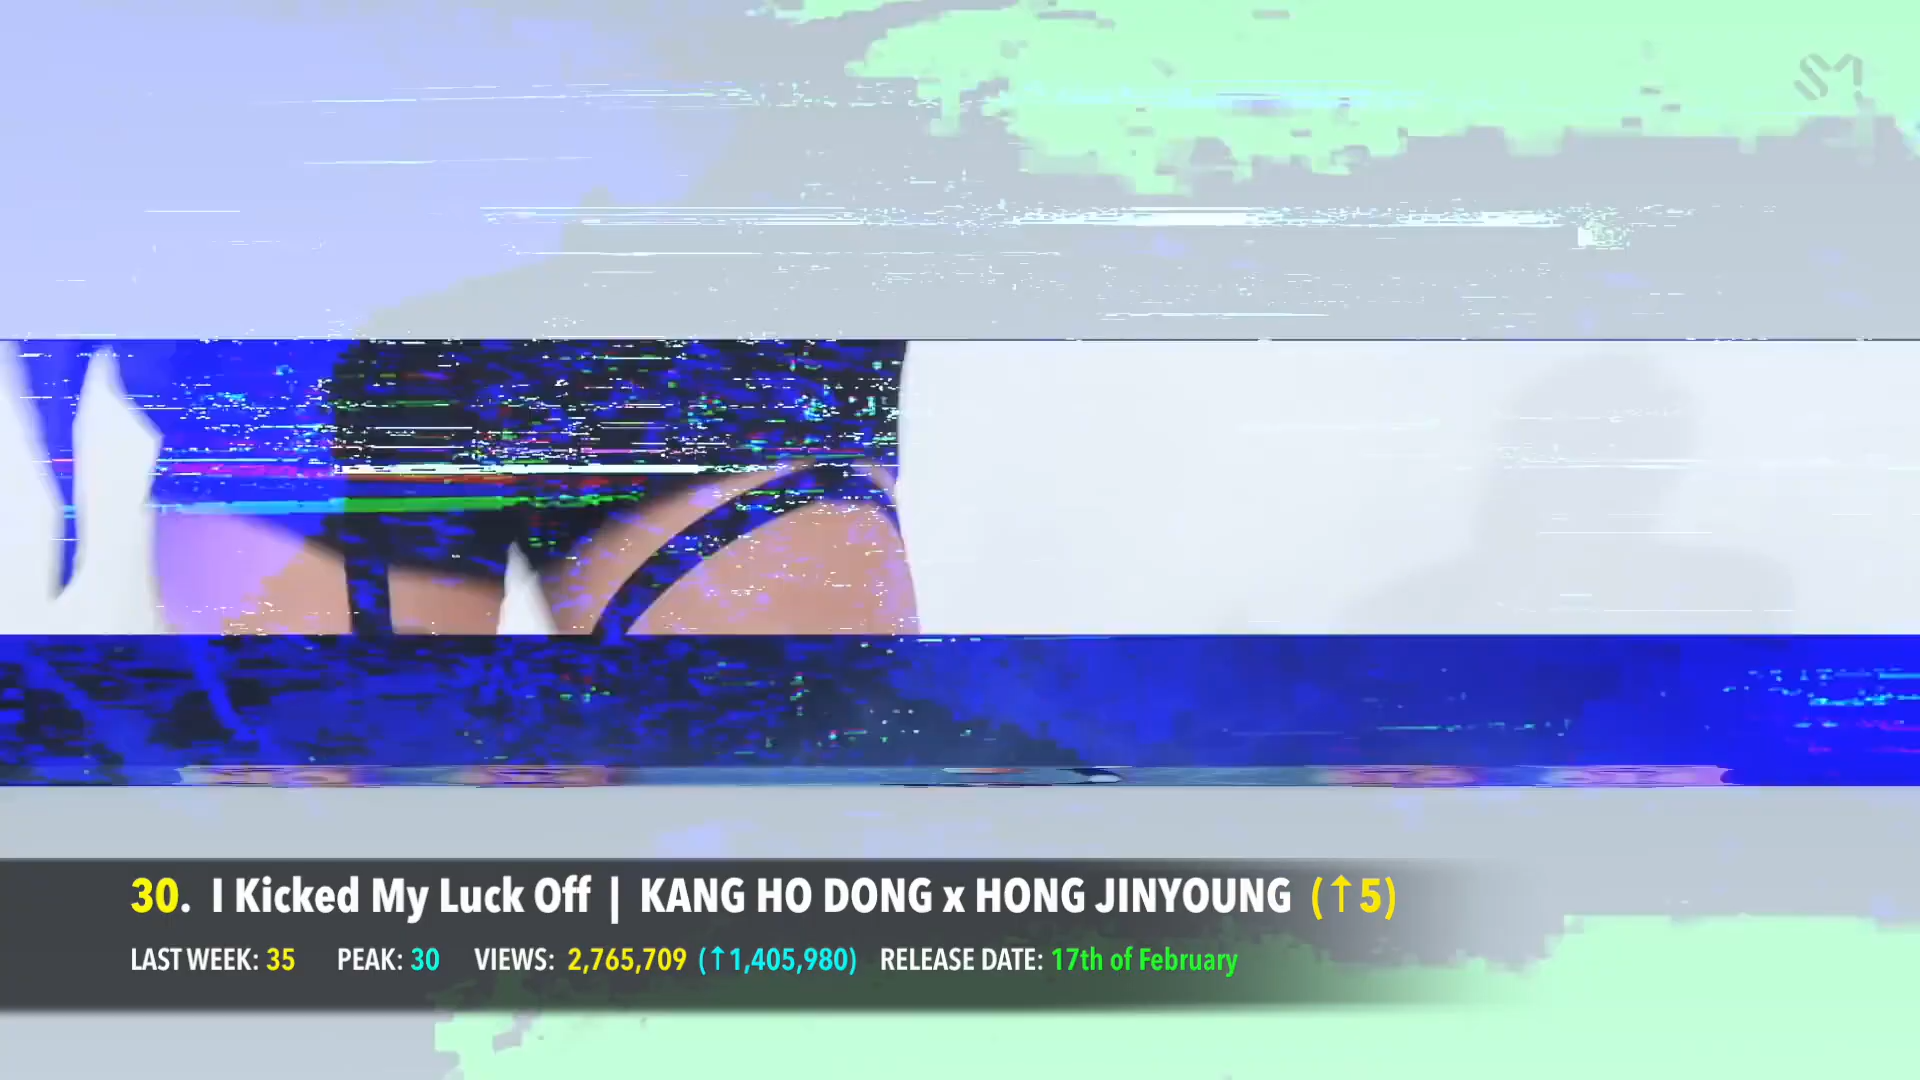 SM
30. I Kicked My Luck Off | KANG HO DONG x HONG JINYOUNG (↑5)
LAST WEEK: 35 PEAK: 30 VIEWS: 2,765,709 (↑1,405,980) RELEASE DATE: 17th of February